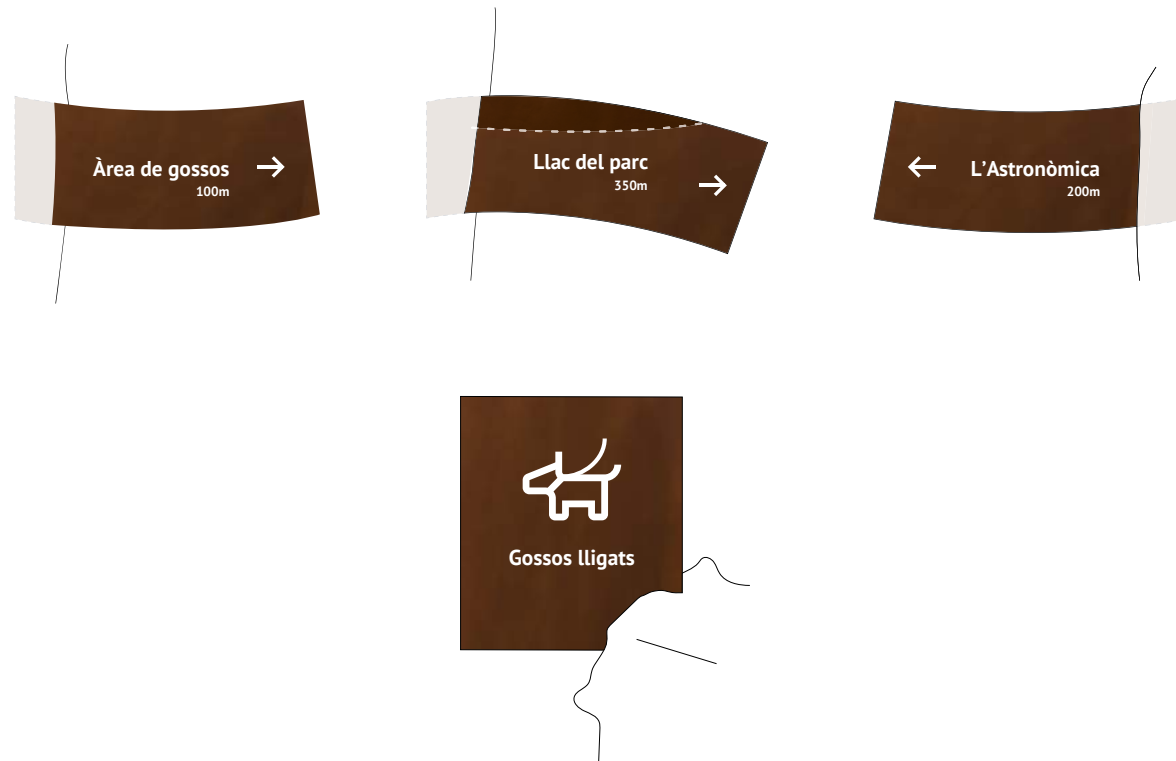 Àrea de gossos
100m
Llac del parc
350m
L’Astronòmica
200m
Gossos lligats